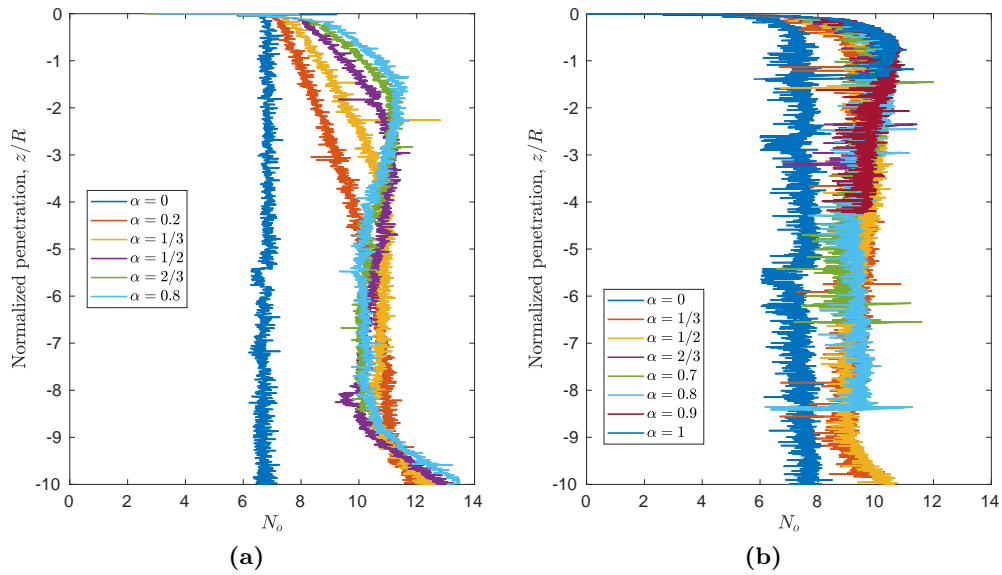 0
-1
-2
-3
-4
-5
-6
-7
-8
-9
-10
Normalized penetration, z/R
α = 0
α = 0.2
α = 1/3
α = 1/2
α = 2/3
α = 0.8
0 2 4 6 8 10 12 14
N_o
(a)
0
-1
-2
-3
-4
-5
-6
-7
-8
-9
-10
Normalized penetration, z/R
α = 0
α = 1/3
α = 1/2
α = 2/3
α = 0.7
α = 0.8
α = 0.9
α = 1
0 2 4 6 8 10 12 14
N_o
(b)